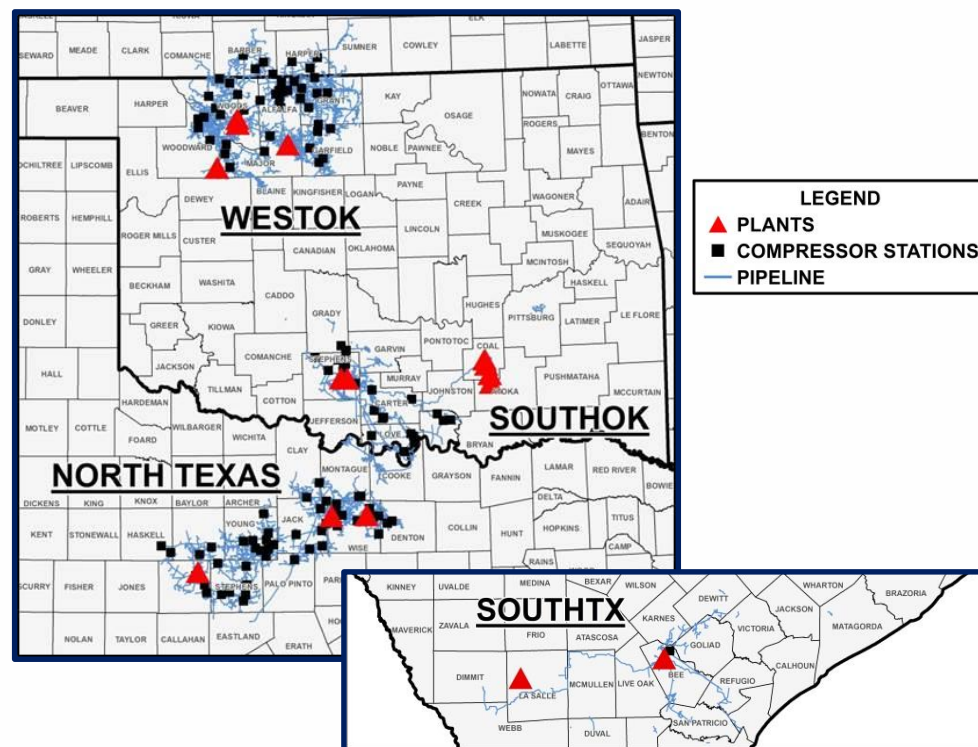 SEWARD
MEADE
CLARK
COMANCHE
BARBER
HARPER
SUMNER
COWLEY
ELK
LABETTE
JASPER
NEWTON
BEAVER
HARPER
WOODS
ALFALFA
GRANT
KAY
OSAGE
NOWATA
CRAIG
OTTAWA
ROGERS
MAYES
BENTON
OCHILTREE
LIPSCOMB
ELLIS
WOODWARD
MAJOR
GARFIELD
NOBLE
PAWNEE
ROBERTS
HEMPHILL
DEWEY
BLAINE
KINGFISHER
LOGAN
PAYNE
CREEK
WAGONER
ADAIR
WESTOK
ROGER MILLS
CUSTER
CANADIAN
OKLAHOMA
LINCOLN
MUSKOGEE
SEQUOYAH
MCINTOSH
GRAY
WHEELER
BECKHAM
WASHITA
CADDO
GRADY
HUGHES
PITTSBURG
HASKELL
LATIMER
LE FLORE
DONLEY
GREER
KIOWA
COMANCHE
STEPHENS
GARVIN
PONTOTOC
COAL
HALL
JACKSON
TILLMAN
COTTON
MURRAY
JOHNSTON
PUSHMATAHA
MCCURTAIN
HARDEMAN
JEFFERSON
CARTER
SOUTHOK
MOTLEY
COTTLE
FOARD
WILBARGER
WICHITA
CLAY
LOVE
BRYAN
NORTH TEXAS
MONTAGUE
COOKE
GRAYSON
FANNIN
LAMAR
RED RIVER
BOWIE
DICKENS
KING
KNOX
BAYLOR
ARCHER
DELTA
TITUS
KENT
STONEWALL
HASKELL
YOUNG
JACK
WISE
DENTON
COLLIN
HUNT
HOPKINS
CAMP
RAINS
SCURRY
FISHER
JONES
STEPHENS
PALO PINTO
NOLAN
TAYLOR
CALLAHAN
EASTLAND
ERATH
LEGEND
PLANTS
COMPRESSOR STATIONS
PIPELINE
KINNEY
UVALDE
MEDINA
BEXAR
WILSON
DEWITT
WHARTON
BRAZORIA
SOUTHTX
MAVERICK
ZAVALA
FRIO
ATASCOSA
KARNES
JACKSON
MATAGORDA
VICTORIA
GOLIAD
DIMMIT
LA SALLE
MCMULLEN
LIVE OAK
BEE
REFUGIO
CALHOUN
WEBB
DUVAL
SAN PATRICIO